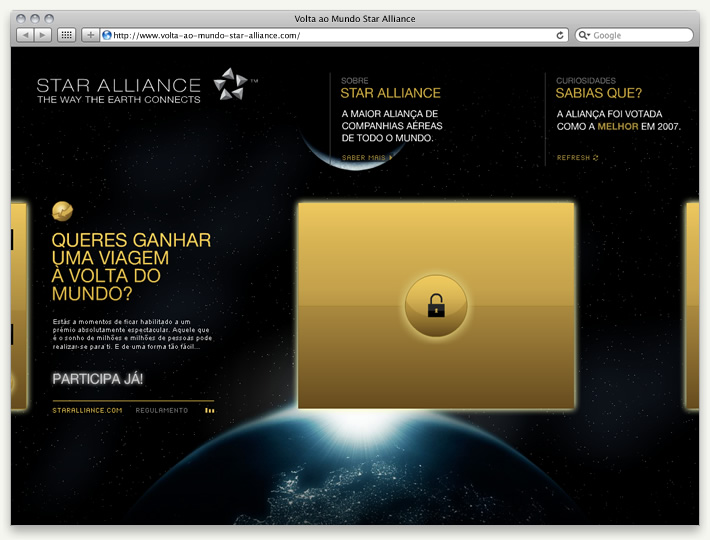 Volta ao Mundo Star Alliance
http://www.volta-ao-mundo-star-alliance.com/
Google
STAR ALLIANCE TM
THE WAY THE EARTH CONNECTS
SOBRE
STAR ALLIANCE
A MAIOR ALIANÇA DE
COMPANHIAS AÉREAS
DE TODO O MUNDO.
SABER MAIS
CURIOSIDADES
SABIAS QUE?
A ALIANÇA FOI VOTADA
COMO A MELHOR EM 2007.
REFRESH
QUERES GANHAR
UMA VIAGEM
À VOLTA DO
MUNDO?
Estás a momentos de ficar habilitado a um
prémio absolutamente espectacular. Aquele que
é o sonho de milhões e milhões de pessoas pode
realizar-se para ti. E de uma forma tão fácil...
PARTICIPA JÁ!
STARALLIANCE.COM REGULAMENTO